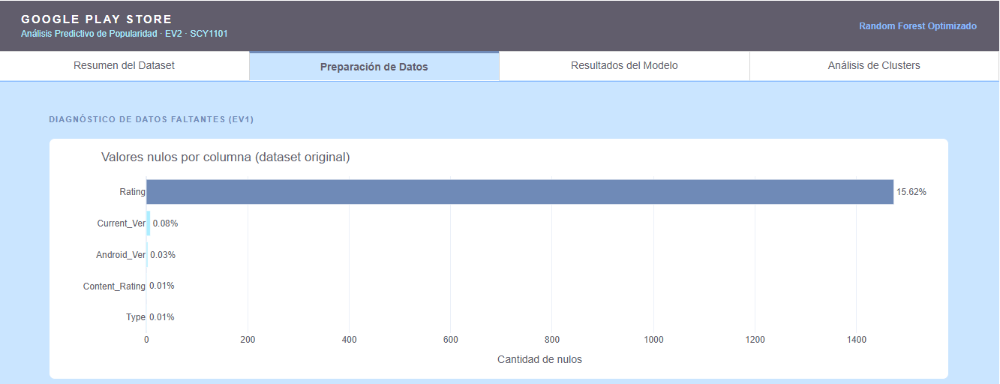 GOOGLE PLAY STORE
Análisis Predictivo de Popularidad · EV2 · SCY1101
Random Forest Optimizado
Resumen del Dataset
Preparación de Datos
Resultados del Modelo
Análisis de Clusters
DIAGNÓSTICO DE DATOS FALTANTES (EV1)
Valores nulos por columna (dataset original)
Rating 15.62%
Current_Ver 0.08%
Android_Ver 0.03%
Content_Rating 0.01%
Type 0.01%
0 200 400 600 800 1000 1200 1400
Cantidad de nulos